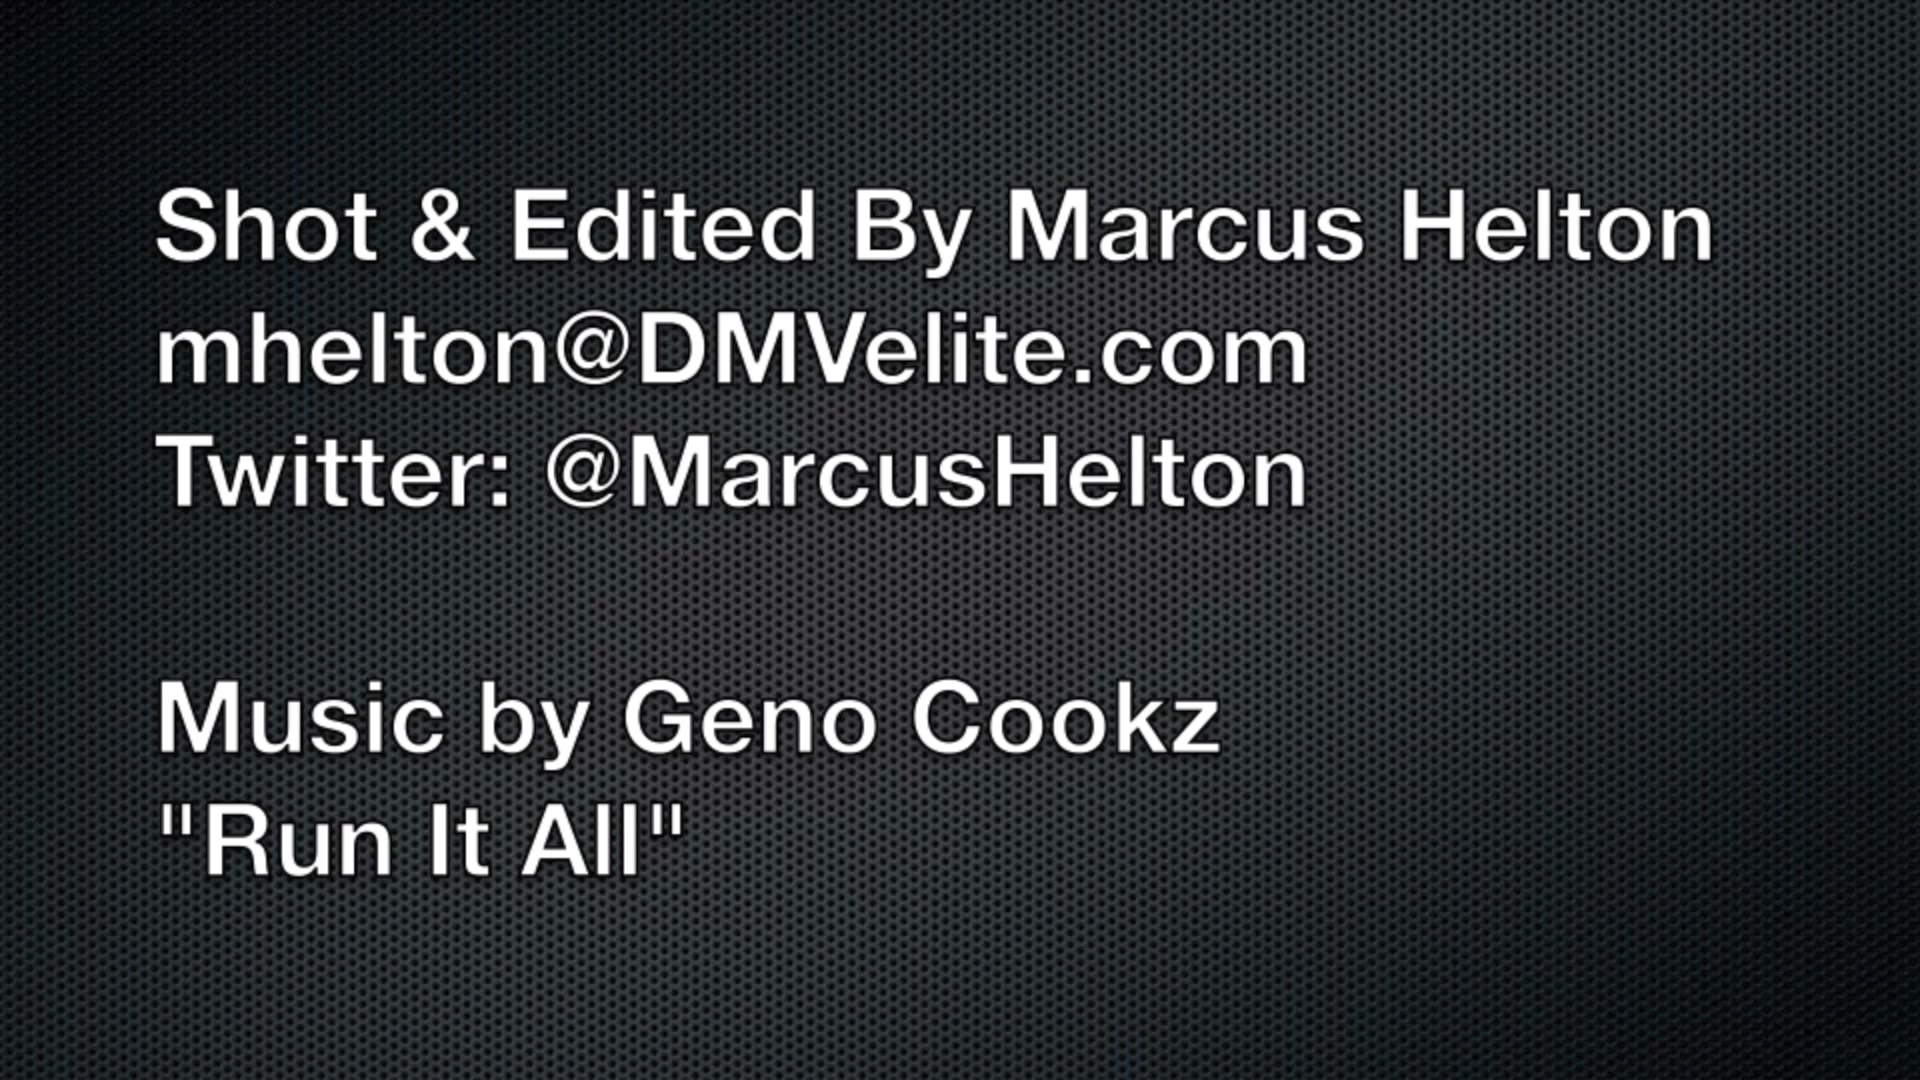 Shot & Edited By Marcus Helton
mhelton@DMVelite.com
Twitter: @MarcusHelton
Music by Geno Cookz
"Run It All"